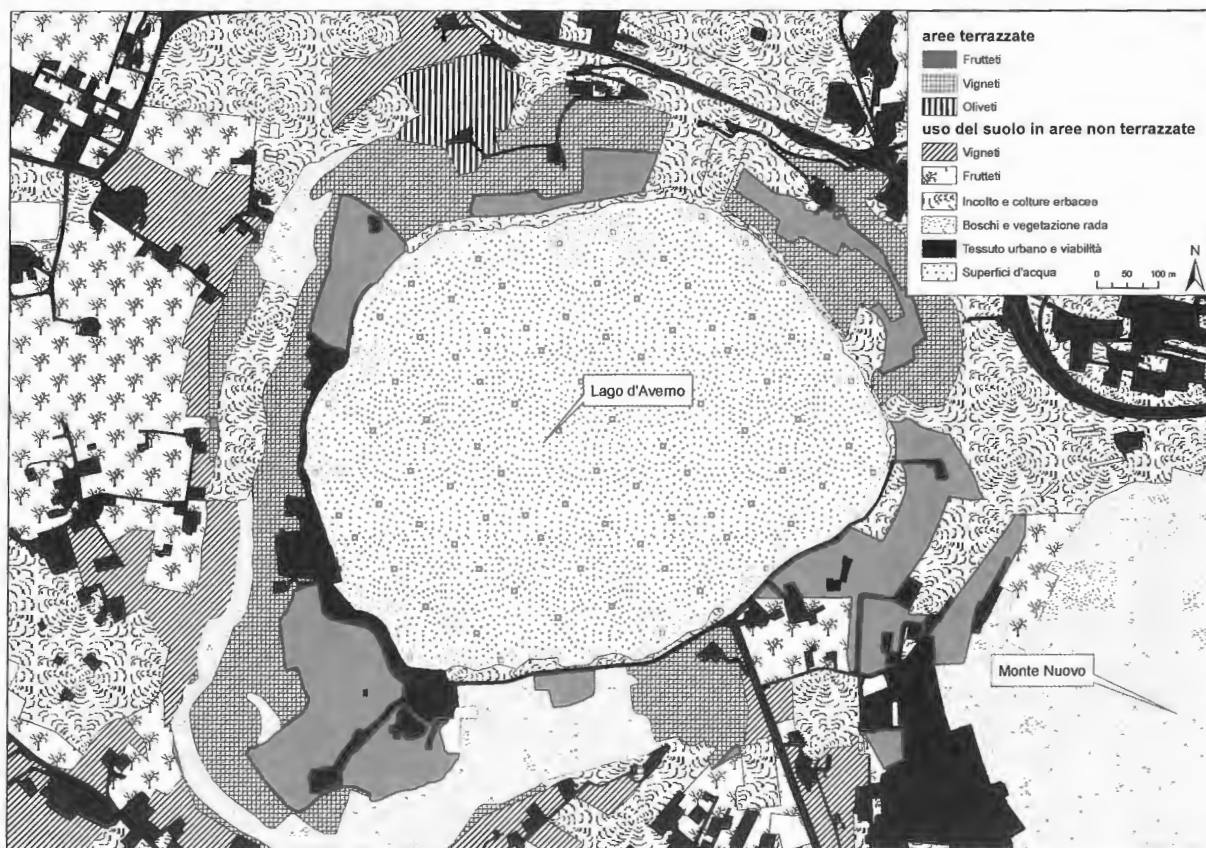 aree terrazzate
Frutteti
Vigneti
Oliveti
uso del suolo in aree non terrazzate
Vigneti
Frutteti
Incolto e colture erbacee
Boschi e vegetazione rada
Tessuto urbano e viabilità
Superfici d'acqua
N
0 50 100 m
Lago d'Averno
Monte Nuovo